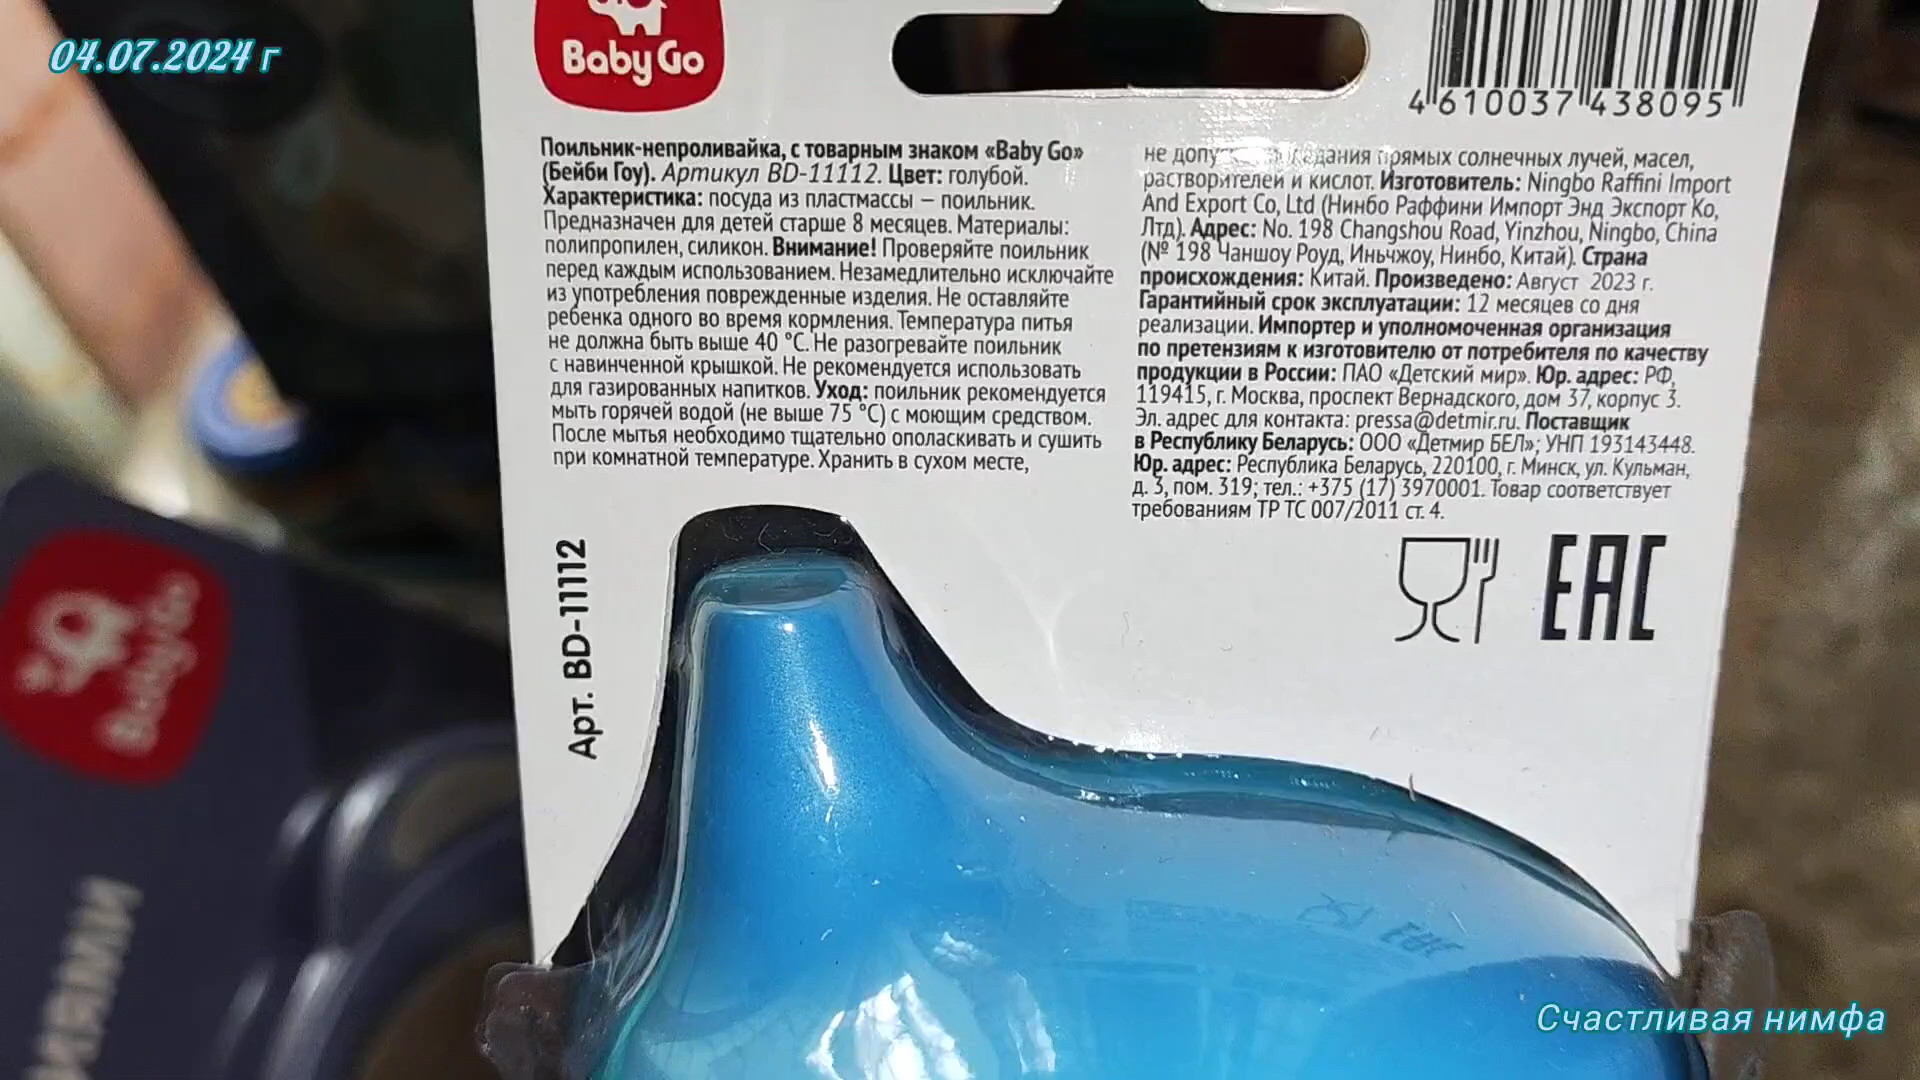 04.07.2024 г
Baby Go
4 610037 438095
Поильник-непроливайка, с товарным знаком «Baby Go»
(Бейби Гоу). Артикул BD-11112. Цвет: голубой.
Характеристика: посуда из пластмассы – поильник.
Предназначен для детей старше 8 месяцев. Материалы:
полипропилен, силикон. Внимание! Проверяйте поильник
перед каждым использованием. Незамедлительно исключайте
из употребления поврежденные изделия. Не оставляйте
ребенка одного во время кормления. Температура питья
не должна быть выше 40 °C. Не разогревайте поильник
с навинченной крышкой. Не рекомендуется использовать
для газированных напитков. Уход: поильник рекомендуется
мыть горячей водой (не выше 75 °C) с моющим средством.
После мытья необходимо тщательно ополаскивать и сушить
при комнатной температуре. Хранить в сухом месте,
не прямых солнечных лучей, масел,
растворителей и кислот. Изготовитель: Ningbo Raffini Import
And Export Co, Ltd (Нинбо Раффини Импорт Энд Экспорт Ко,
Лтд). Адрес: No. 198 Changshou Road, Yinzhou, Ningbo, China
(№ 198 Чаншоу Роуд, Иньчжоу, Нинбо, Китай). Страна
происхождения: Китай. Произведено: Август 2023 г.
Гарантийный срок эксплуатации: 12 месяцев со дня
реализации. Импортер и уполномоченная организация
по претензиям к изготовителю от потребителя по качеству
продукции в России: ПАО «Детский мир». Юр. адрес: РФ,
119415, г. Москва, проспект Вернадского, дом 37, корпус 3.
Эл. адрес для контакта: pressa@detmir.ru. Поставщик
в Республику Беларусь: ООО «Детмир БЕЛ»; УНП 193143448.
Юр. адрес: Республика Беларусь, 220100, г. Минск, ул. Кульман,
д. 3, пом. 319; тел.: +375 (17) 3970001. Товар соответствует
требованиям ТР ТС 007/2011 ст. 4.
EAC
Арт. BD-11112
Baby Go
Счастливая нимфа